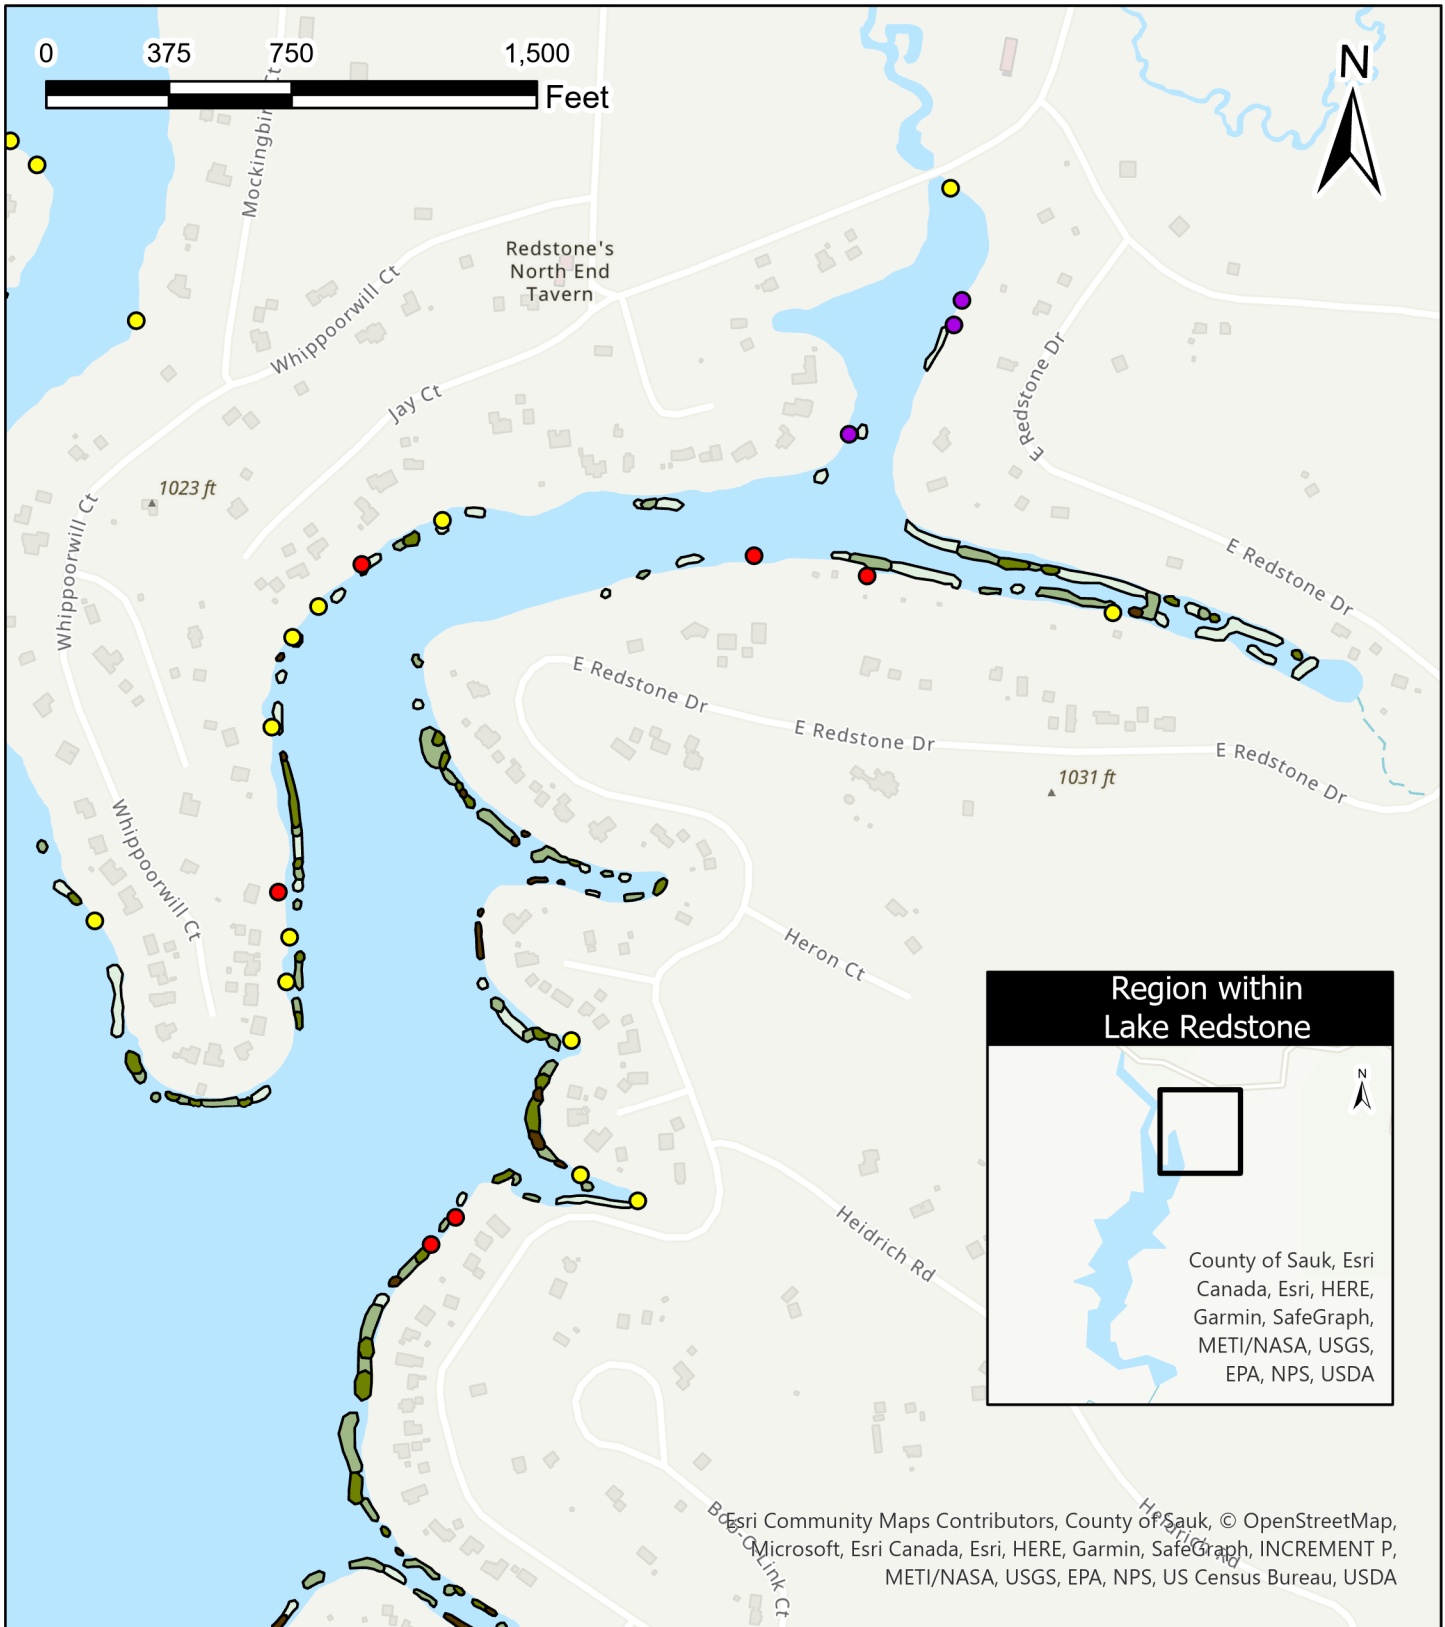 0 375 750 1,500
Feet
N
Mockingbird Ct
Redstone's
North End
Tavern
Whippoorwill Ct
Jay Ct
E Redstone Dr
1023 ft
Whippoorwill Ct
E Redstone Dr
E Redstone Dr
E Redstone Dr
E Redstone Dr
1031 ft
Whippoorwill Ct
Heron Ct
Region within
Lake Redstone
N
Heidrich Rd
County of Sauk, Esri
Canada, Esri, HERE,
Garmin, SafeGraph,
METI/NASA, USGS,
EPA, NPS, USDA
Bob-O-Link Ct
Heidrich Rd
Esri Community Maps Contributors, County of Sauk, © OpenStreetMap,
Microsoft, Esri Canada, Esri, HERE, Garmin, SafeGraph, INCREMENT P,
METI/NASA, USGS, EPA, NPS, US Census Bureau, USDA